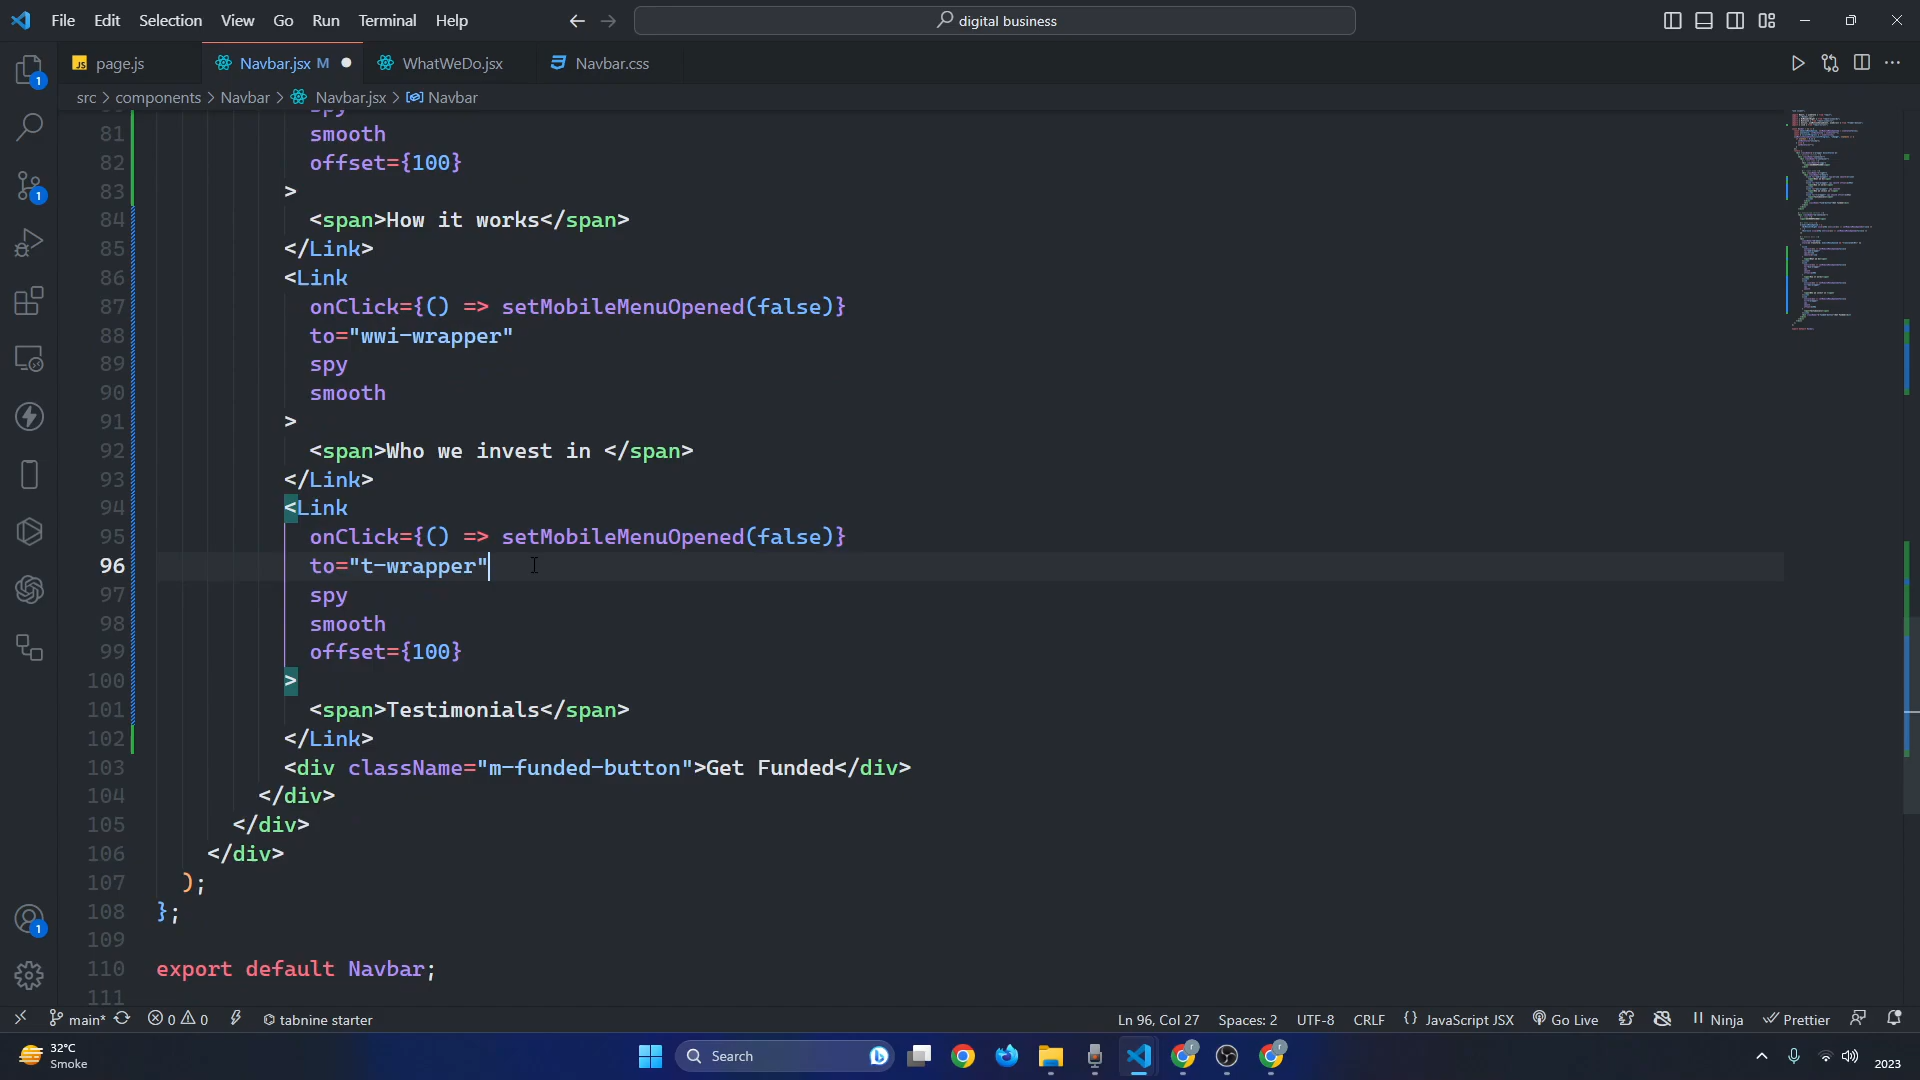 File Edit Selection View Go Run Terminal Help
digital business
JS page.js
Navbar.jsx M
WhatWeDo.jsx
Navbar.css
src > components > Navbar > Navbar.jsx > Navbar
81 smooth
82 offset={100}
83 >
84 <span>How it works</span>
85 </Link>
86 <Link
87 onClick={() => setMobileMenuOpened(false)}
88 to="wwi-wrapper"
89 spy
90 smooth
91 >
92 <span>Who we invest in </span>
93 </Link>
94 <Link
95 onClick={() => setMobileMenuOpened(false)}
96 to="t-wrapper"
97 spy
98 smooth
99 offset={100}
100 >
101 <span>Testimonials</span>
102 </Link>
103 <div className="m-funded-button">Get Funded</div>
104 </div>
105 </div>
106 </div>
107 );
108 };
109
110 export default Navbar;
111
main* 0 0 tabnine starter Ln 96, Col 27 Spaces: 2 UTF-8 CRLF {} JavaScript JSX Go Live Ninja Prettier
32°C
Smoke
Search
2023